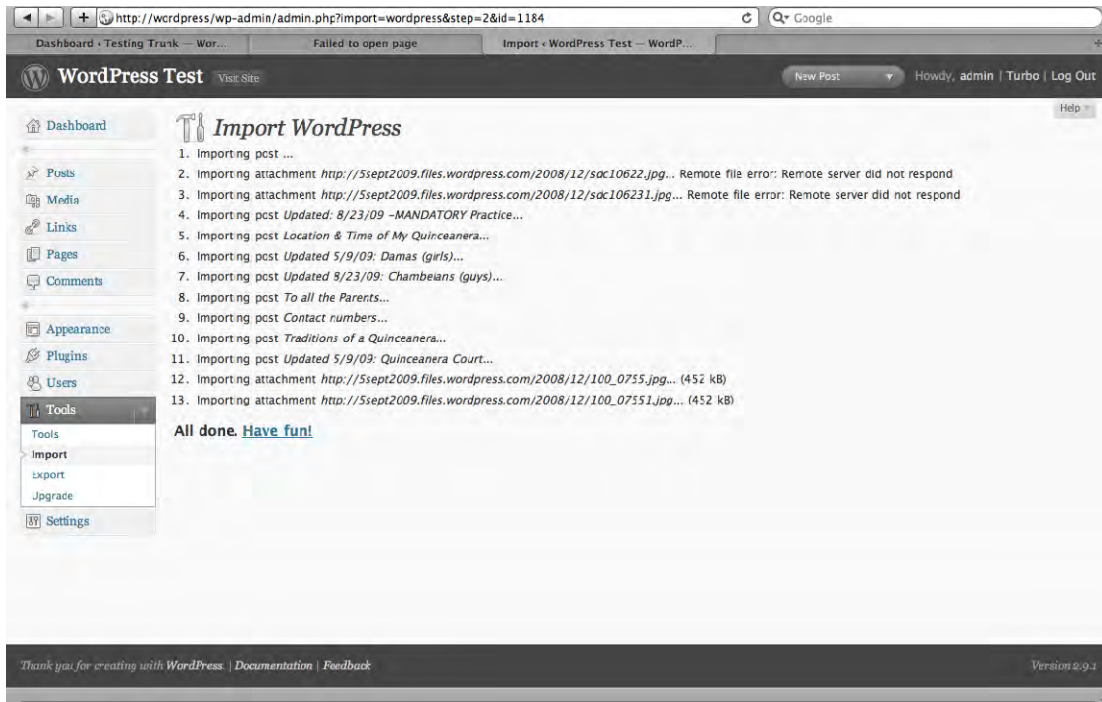 http://wordpress/wp-admin/admin.php?import=wordpress&step=2&id=1184
Google
Dashboard ‹ Testing Trunk — Wor...
Failed to open page
Import ‹ WordPress Test — WordP...
WordPress Test Visit Site
New Post
Howdy, admin | Turbo | Log Out
Help
Dashboard
Posts
Media
Links
Pages
Comments
Appearance
Plugins
Users
Tools
Tools
Import
Export
Upgrade
Settings
Import WordPress
1. Importing post ...
2. Importing attachment http://5sept2009.files.wordpress.com/2008/12/sdc10622.jpg... Remote file error: Remote server did not respond
3. Importing attachment http://5sept2009.files.wordpress.com/2008/12/sdc106231.jpg... Remote file error: Remote server did not respond
4. Importing post Updated: 8/23/09 -MANDATORY Practice...
5. Importing post Location & Time of My Quinceanera...
6. Importing post Updated 5/9/09: Damas (girls)...
7. Importing post Updated 8/23/09: Chambelans (guys)...
8. Importing post To all the Parents...
9. Importing post Contact numbers...
10. Importing post Traditions of a Quinceanera...
11. Importing post Updated 5/9/09: Quinceanera Court...
12. Importing attachment http://5sept2009.files.wordpress.com/2008/12/100_0755.jpg... (452 kB)
13. Importing attachment http://5sept2009.files.wordpress.com/2008/12/100_07551.jpg... (452 kB)
All done. Have fun!
Thank you for creating with WordPress. | Documentation | Feedback
Version 2.9.1